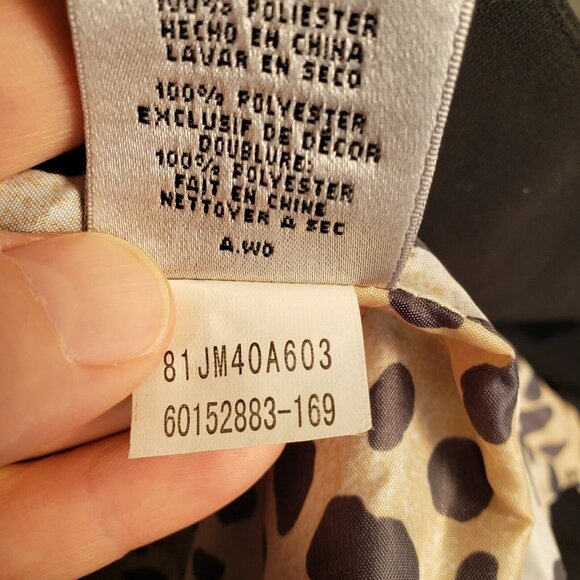 100% POLIESTER
HECHO EN CHINA
LAVAR EN SECO
100% POLYESTER
EXCLUSIF DE DÉCOR
DOUBLURE:
100% POLYESTER
FAIT EN CHINE
NETTOYER A SEC
A.WO
81JM40A603
60152883-169